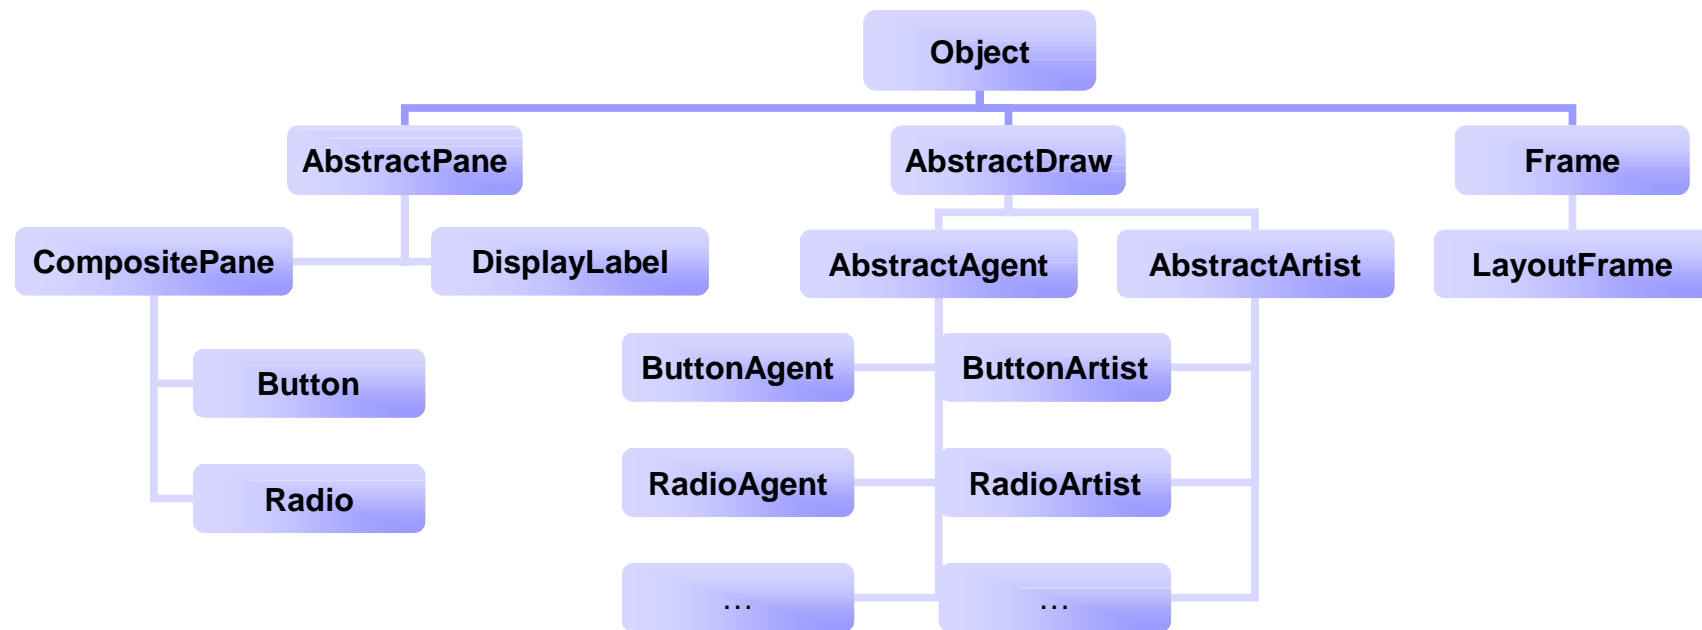 Object
AbstractPane
AbstractDraw
Frame
CompositePane
DisplayLabel
AbstractAgent
AbstractArtist
LayoutFrame
Button
ButtonAgent
ButtonArtist
Radio
RadioAgent
RadioArtist
...
...